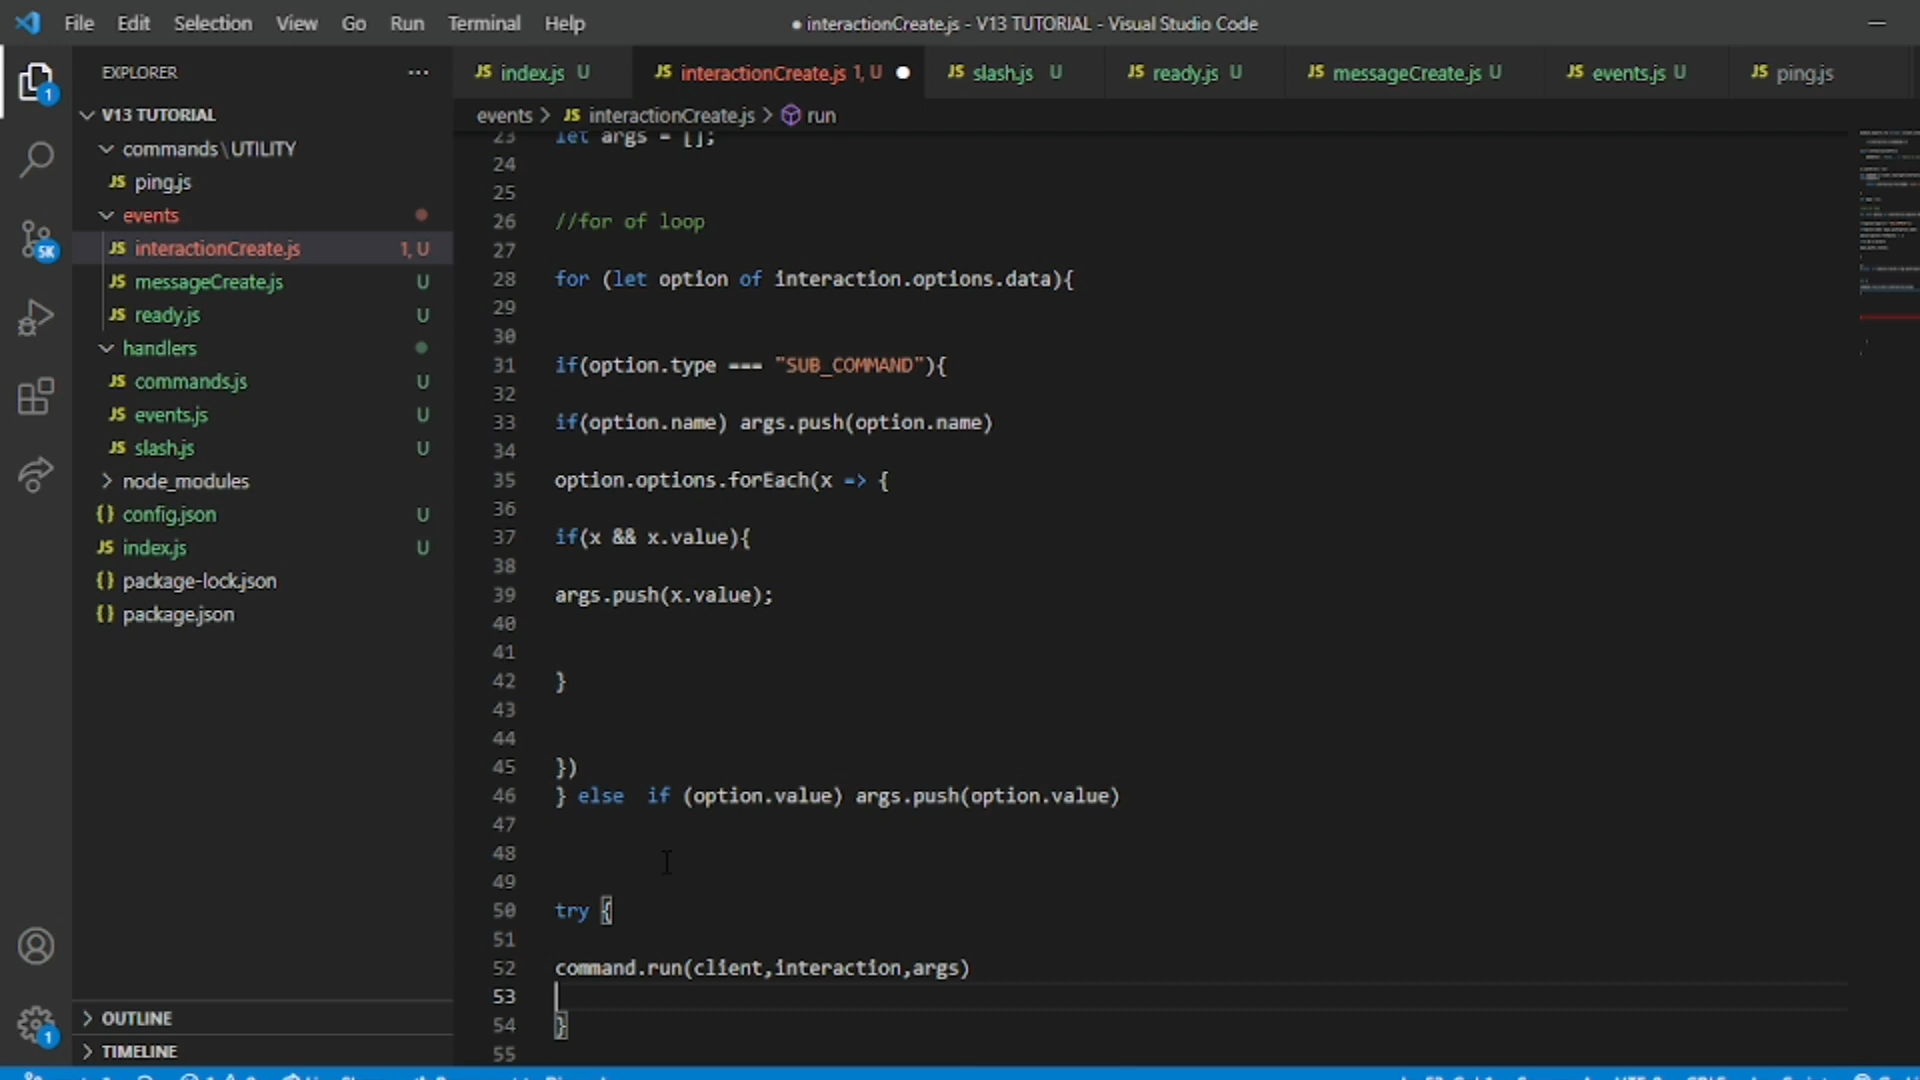 File Edit Selection View Go Run Terminal Help
● interactionCreate.js - V13 TUTORIAL - Visual Studio Code
EXPLORER ···
JS index.js U JS interactionCreate.js 1, U ● JS slash.js U JS ready.js U JS messageCreate.js U JS events.js U JS ping.js
events > JS interactionCreate.js > run
1
5K
1
V13 TUTORIAL
commands\UTILITY
JS ping.js
events
JS interactionCreate.js 1, U
JS messageCreate.js U
JS ready.js U
handlers
JS commands.js U
JS events.js U
JS slash.js U
node_modules
{} config.json U
JS index.js U
{} package-lock.json
{} package.json
OUTLINE
TIMELINE
23 let args = [];
24
25
26 //for of loop
27
28 for (let option of interaction.options.data){
29
30
31 if(option.type === "SUB_COMMAND"){
32
33 if(option.name) args.push(option.name)
34
35 option.options.forEach(x => {
36
37 if(x && x.value){
38
39 args.push(x.value);
40
41
42 }
43
44
45 })
46 } else  if (option.value) args.push(option.value)
47
48
49
50 try {
51
52 command.run(client,interaction,args)
53
54 }
55